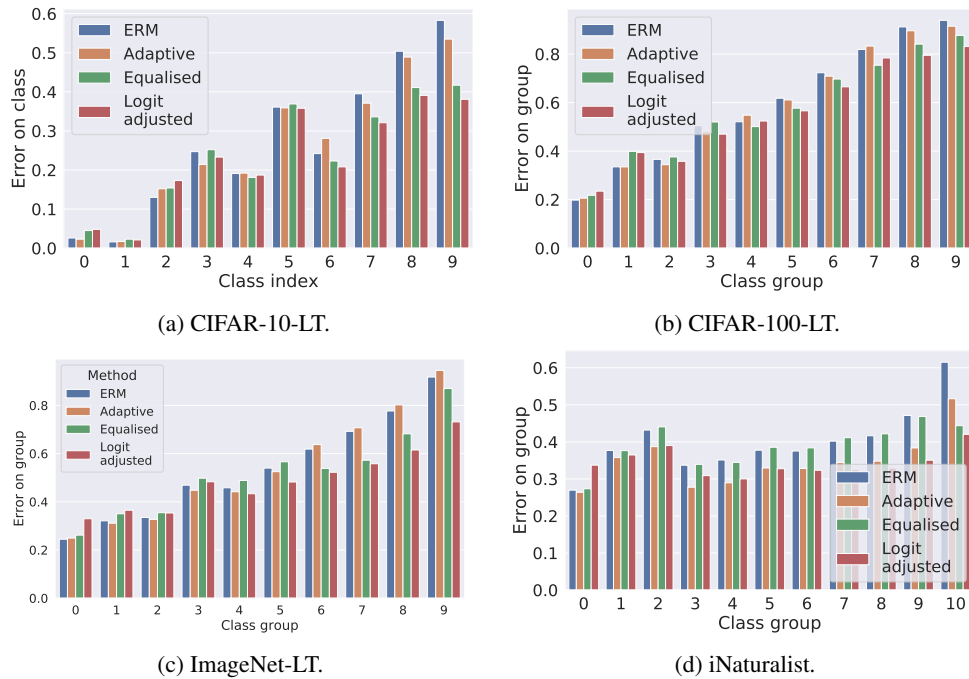 0.6
0.5
0.4
0.3
0.2
0.1
0.0
Error on class
ERM
Adaptive
Equalised
Logit
adjusted
0 1 2 3 4 5 6 7 8 9
Class index
(a) CIFAR-10-LT.
0.8
0.6
0.4
0.2
0.0
Error on group
ERM
Adaptive
Equalised
Logit
adjusted
0 1 2 3 4 5 6 7 8 9
Class group
(b) CIFAR-100-LT.
0.8
0.6
0.4
0.2
0.0
Error on group
Method
ERM
Adaptive
Equalised
Logit
adjusted
0 1 2 3 4 5 6 7 8 9
Class group
(c) ImageNet-LT.
0.6
0.5
0.4
0.3
0.2
0.1
0.0
Error on group
ERM
Adaptive
Equalised
Logit
adjusted
0 1 2 3 4 5 6 7 8 9 10
Class group
(d) iNaturalist.